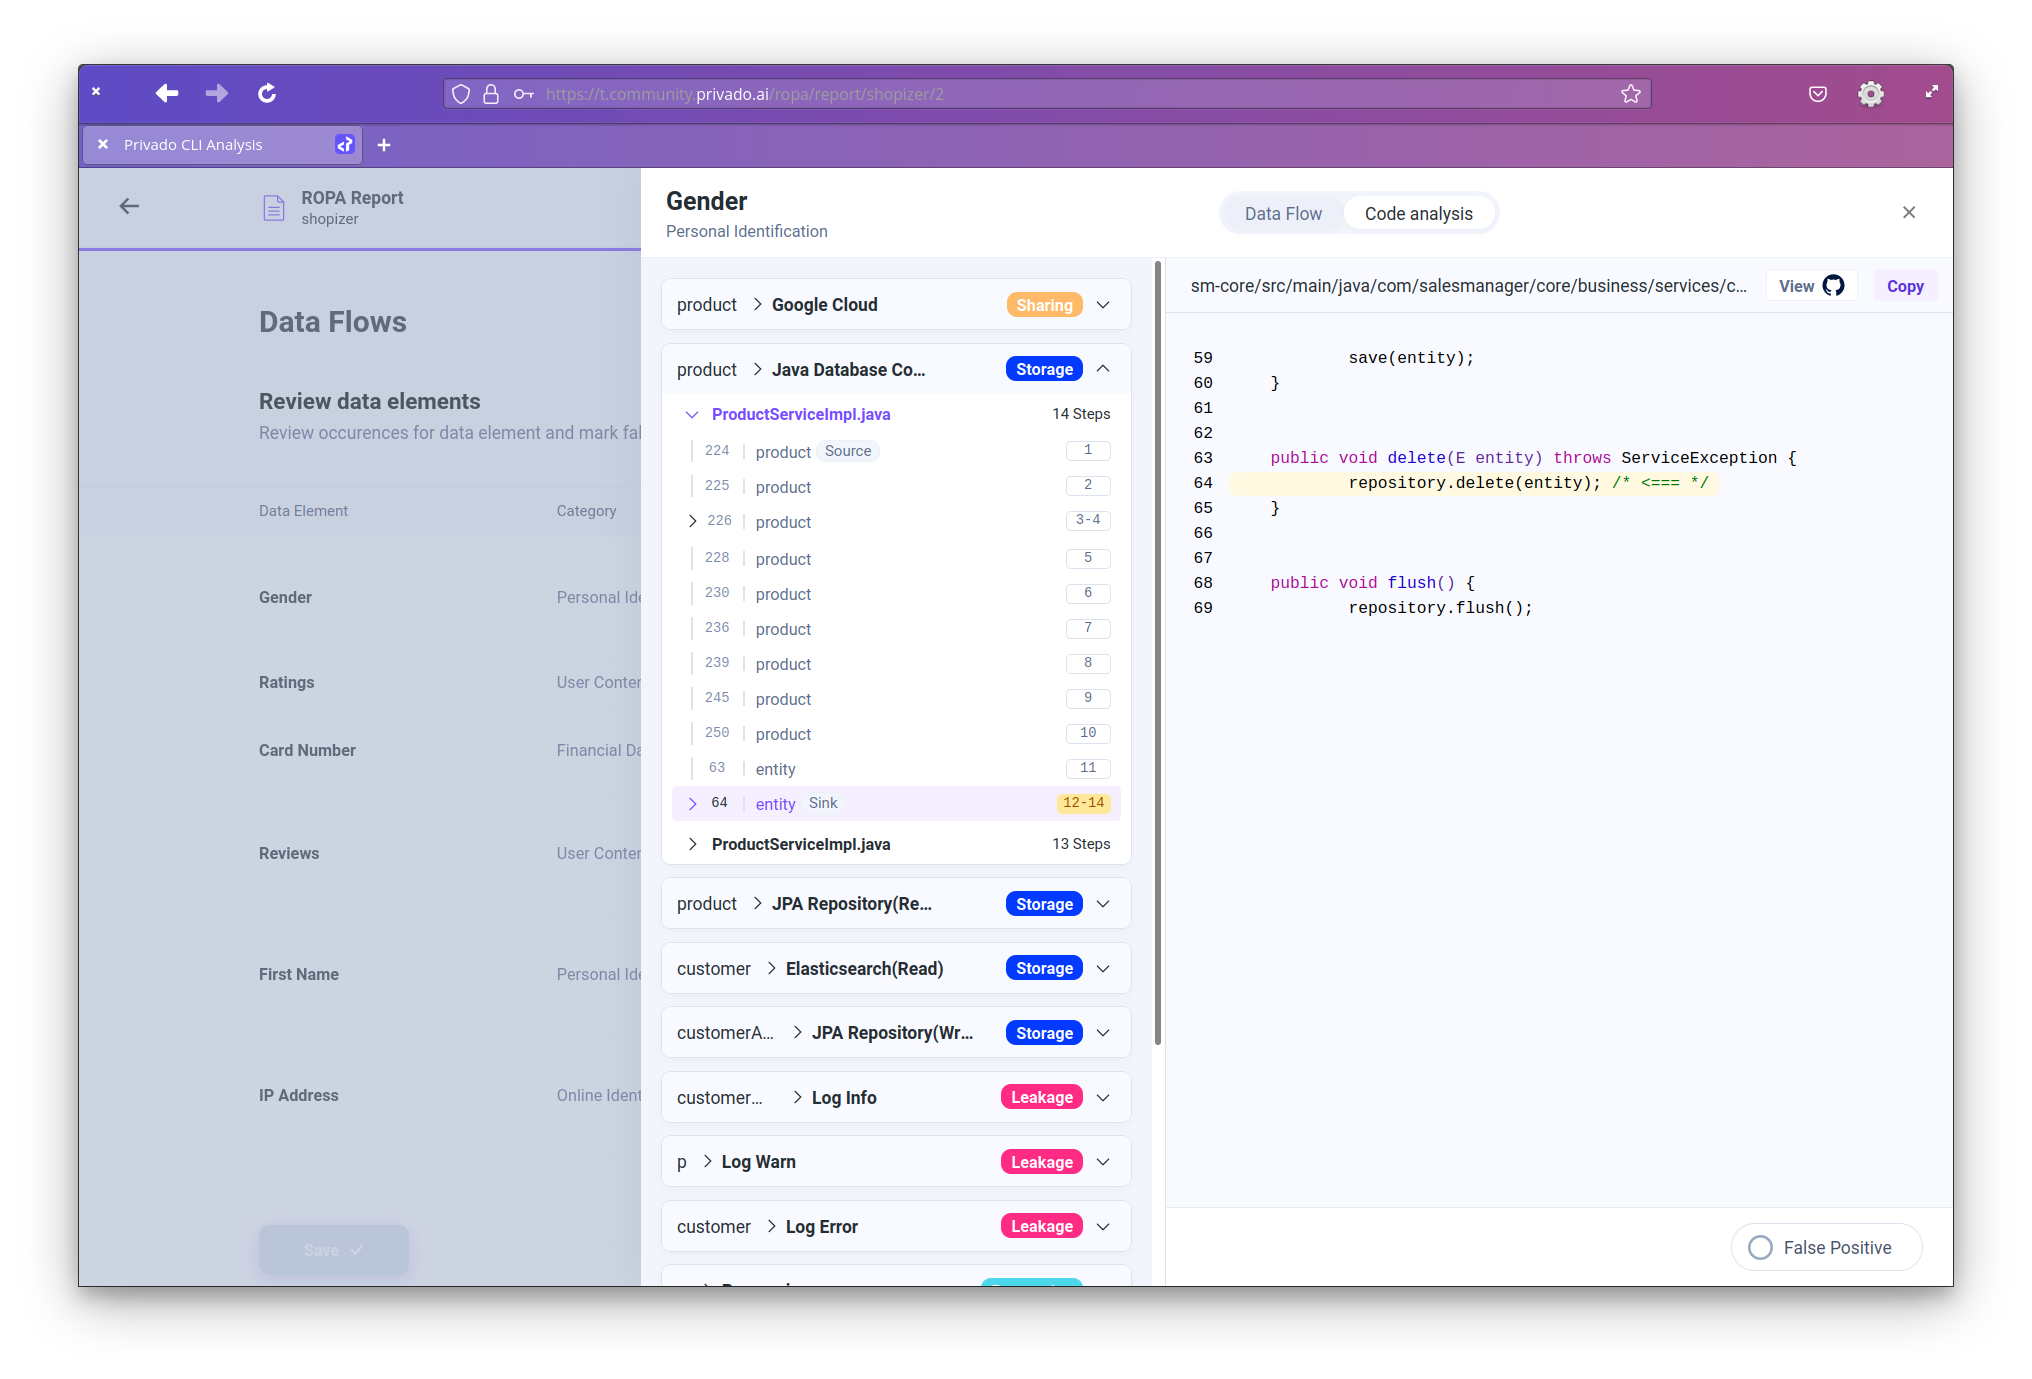 https://t.community.privado.ai/ropa/report/shopizer/2
Privado CLI Analysis
ROPA Report
shopizer
Data Flows
Review data elements
Review occurences for data element and mark fal
Data Element
Category
Gender
Personal Ide
Ratings
User Conten
Card Number
Financial Da
Reviews
User Conten
First Name
Personal Ide
IP Address
Online Ident
Save
Gender
Personal Identification
Data Flow
Code analysis
product > Google Cloud Sharing
product > Java Database Co... Storage
ProductServiceImpl.java 14 Steps
224 product Source 1
225 product 2
226 product 3-4
228 product 5
230 product 6
236 product 7
239 product 8
245 product 9
250 product 10
63 entity 11
64 entity Sink 12-14
ProductServiceImpl.java 13 Steps
product > JPA Repository(Re... Storage
customer > Elasticsearch(Read) Storage
customerA... > JPA Repository(Wr... Storage
customer... > Log Info Leakage
p > Log Warn Leakage
customer > Log Error Leakage
sm-core/src/main/java/com/salesmanager/core/business/services/c...
View
Copy
59 save(entity);
60 }
61
62
63 public void delete(E entity) throws ServiceException {
64 repository.delete(entity); /* <=== */
65 }
66
67
68 public void flush() {
69 repository.flush();
False Positive